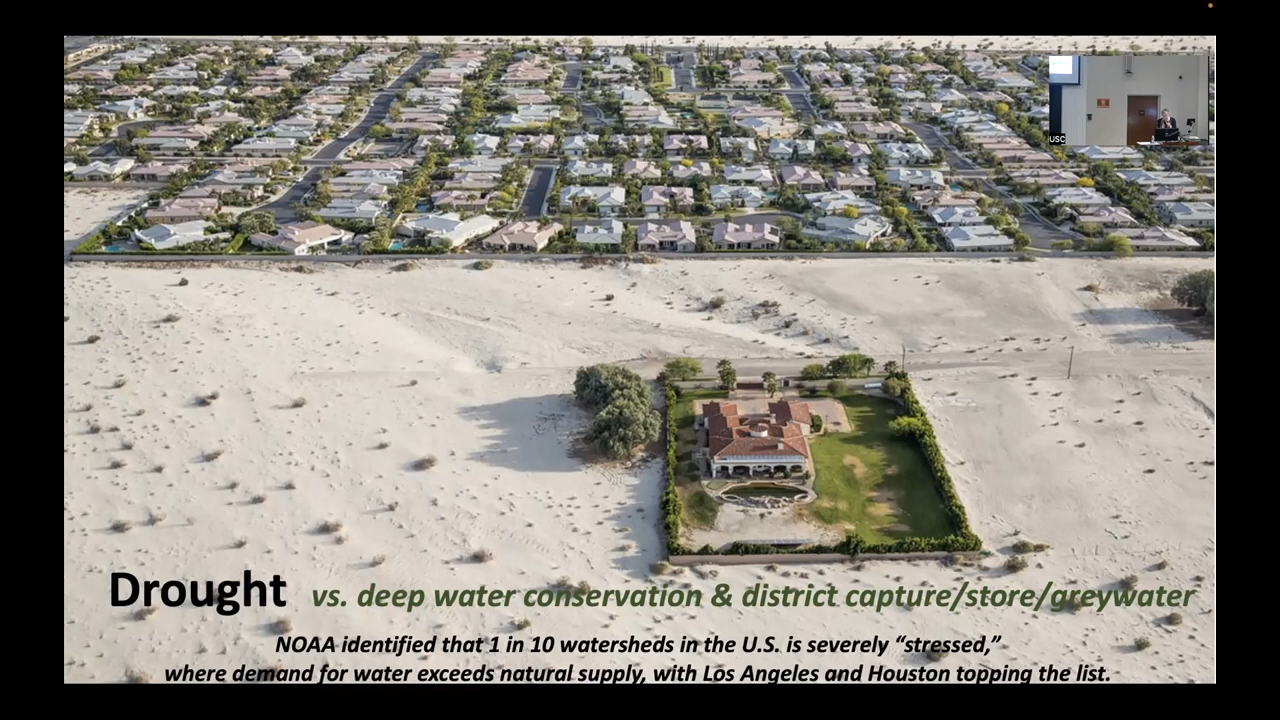 USC
Drought vs. deep water conservation & district capture/store/greywater
NOAA identified that 1 in 10 watersheds in the U.S. is severely “stressed,”
where demand for water exceeds natural supply, with Los Angeles and Houston topping the list.